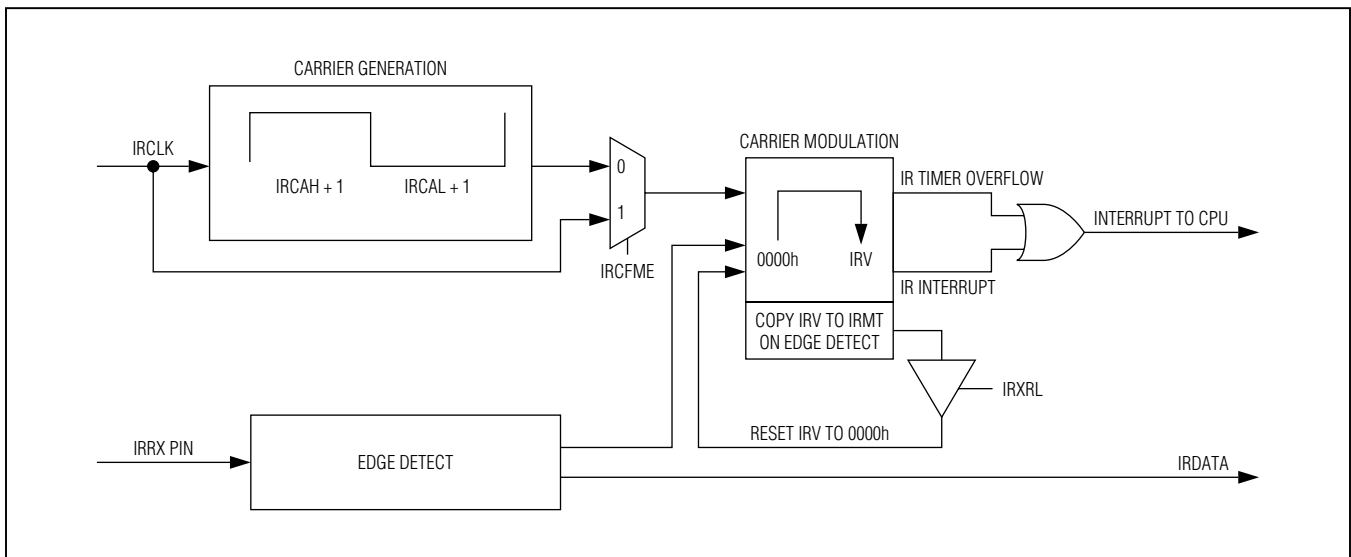 CARRIER GENERATION
IRCLK
IRCAH + 1
IRCAL + 1
0
1
IRCFME
CARRIER MODULATION
0000h
IRV
IR TIMER OVERFLOW
IR INTERRUPT
INTERRUPT TO CPU
COPY IRV TO IRMT
ON EDGE DETECT
IRXRL
RESET IRV TO 0000h
IRRX PIN
EDGE DETECT
IRDATA